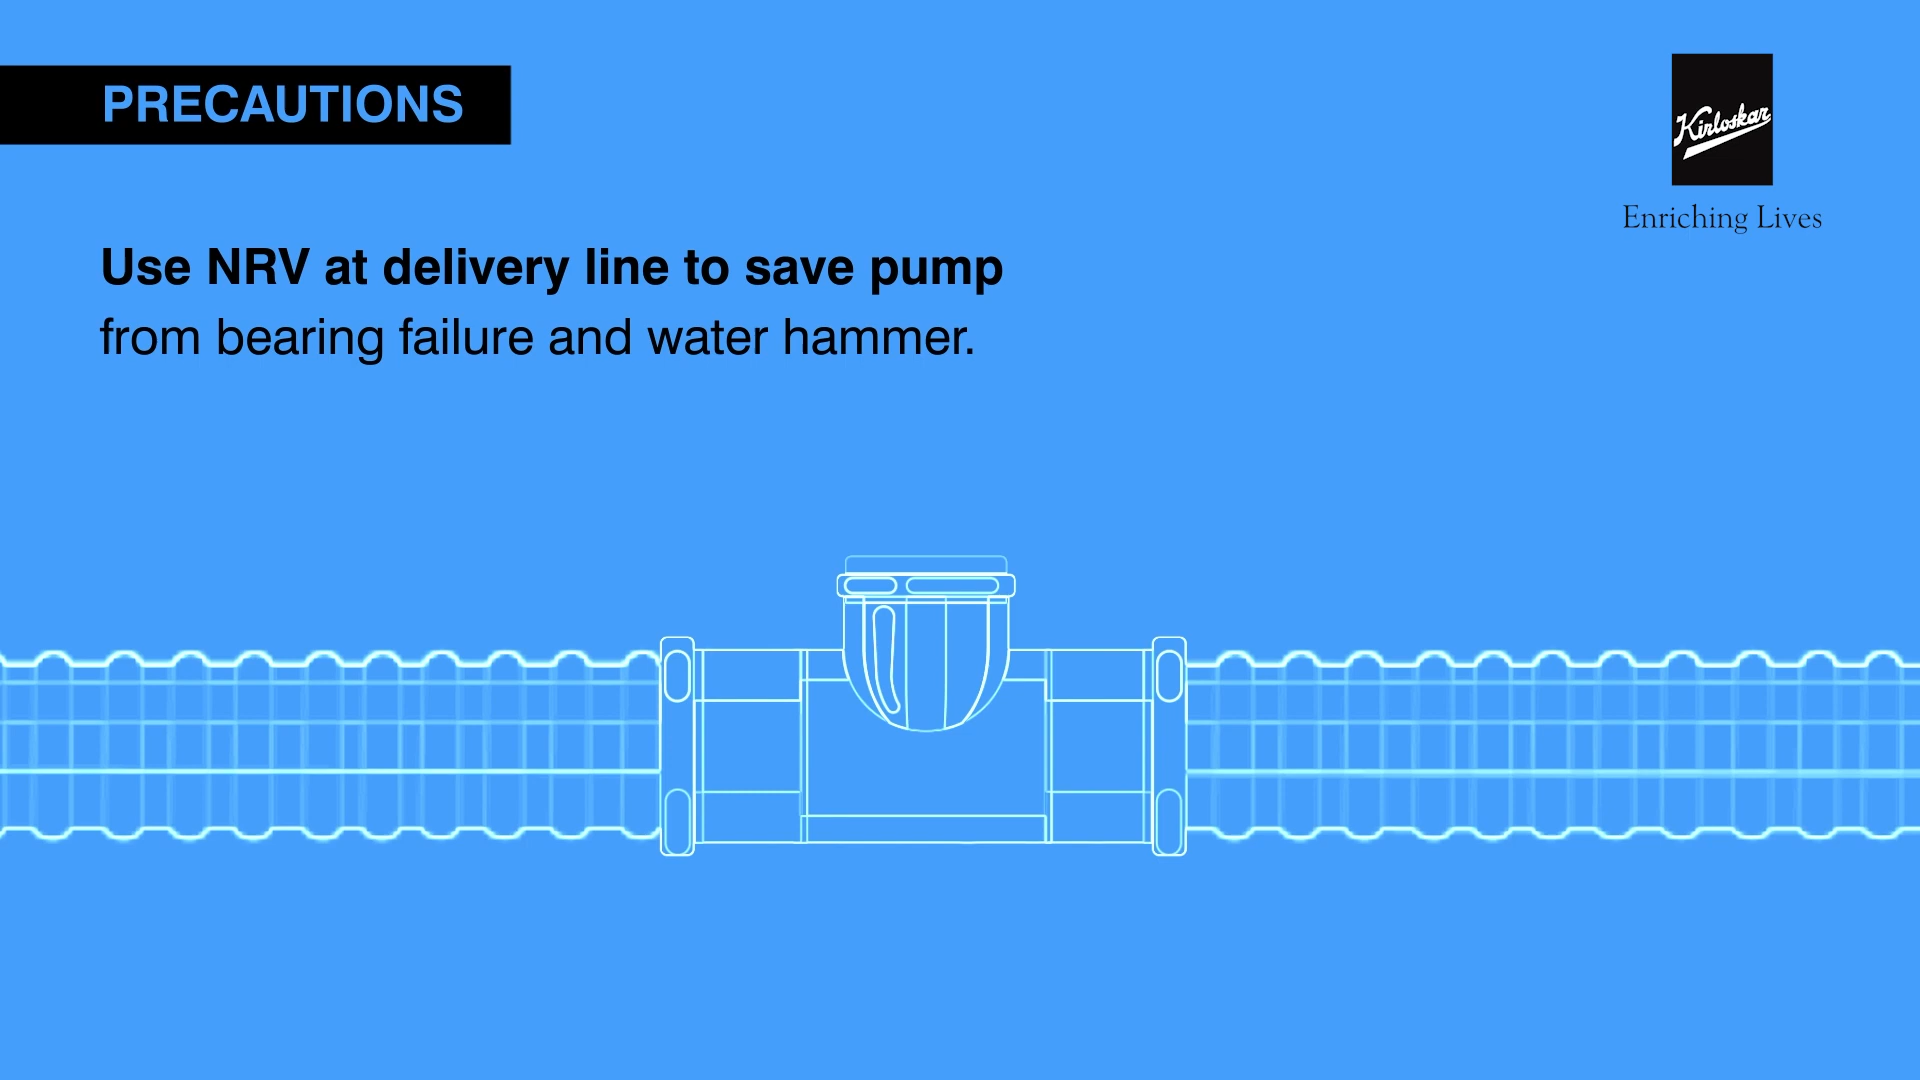 PRECAUTIONS
Kirloskar
Enriching Lives
Use NRV at delivery line to save pump
from bearing failure and water hammer.